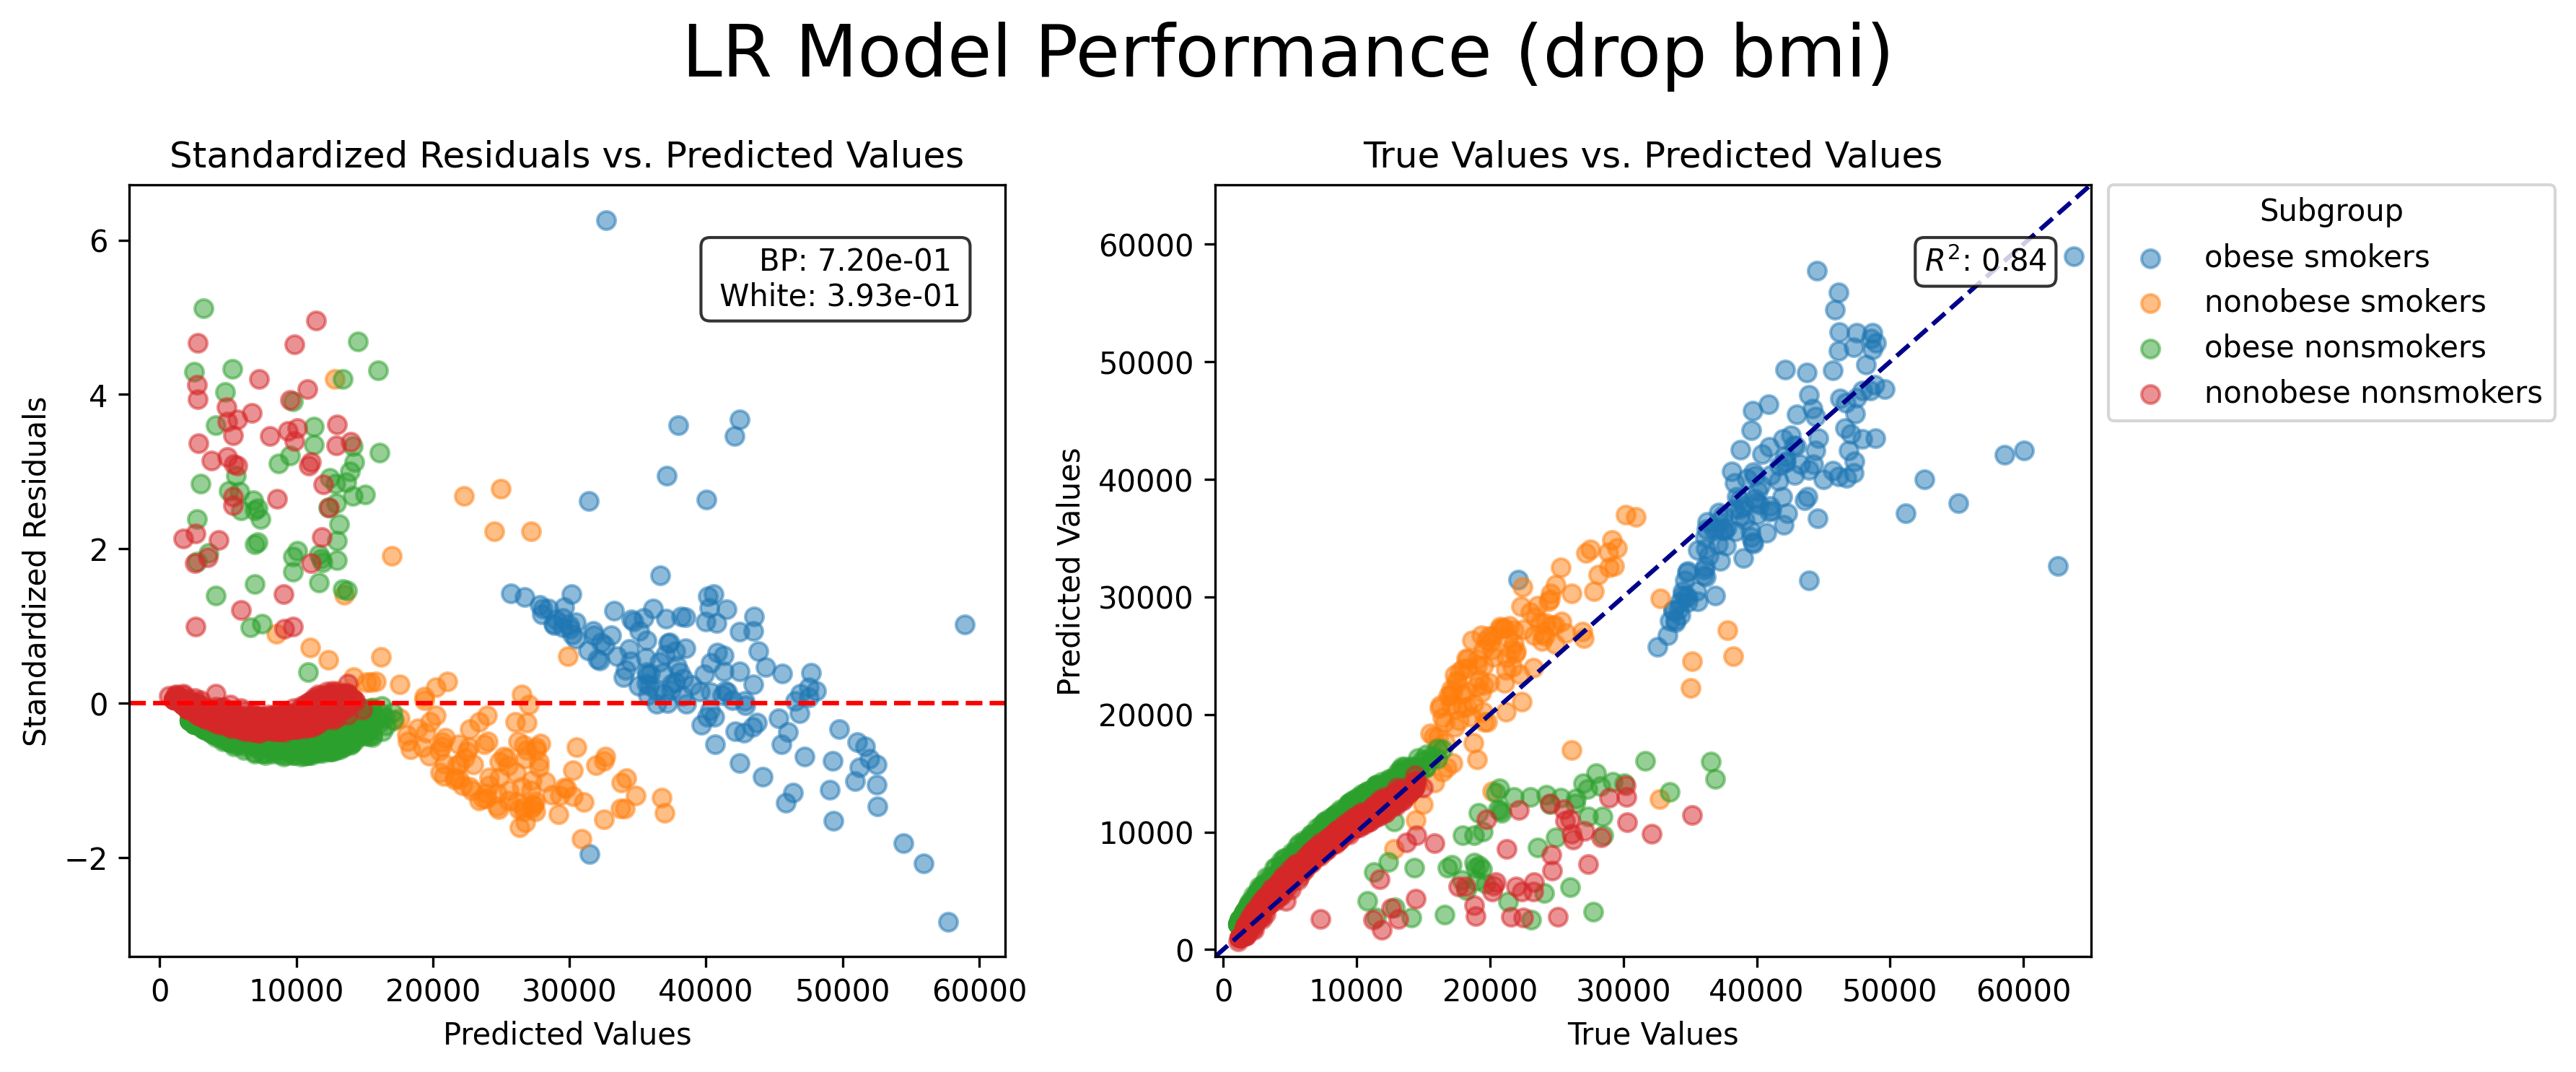 LR Model Performance (drop bmi)
Standardized Residuals vs. Predicted Values
Standardized Residuals
6
4
2
0
−2
BP: 7.20e-01
White: 3.93e-01
0 10000 20000 30000 40000 50000 60000
Predicted Values
True Values vs. Predicted Values
Predicted Values
60000
50000
40000
30000
20000
10000
0
R²: 0.84
0 10000 20000 30000 40000 50000 60000
True Values
Subgroup
obese smokers
nonobese smokers
obese nonsmokers
nonobese nonsmokers